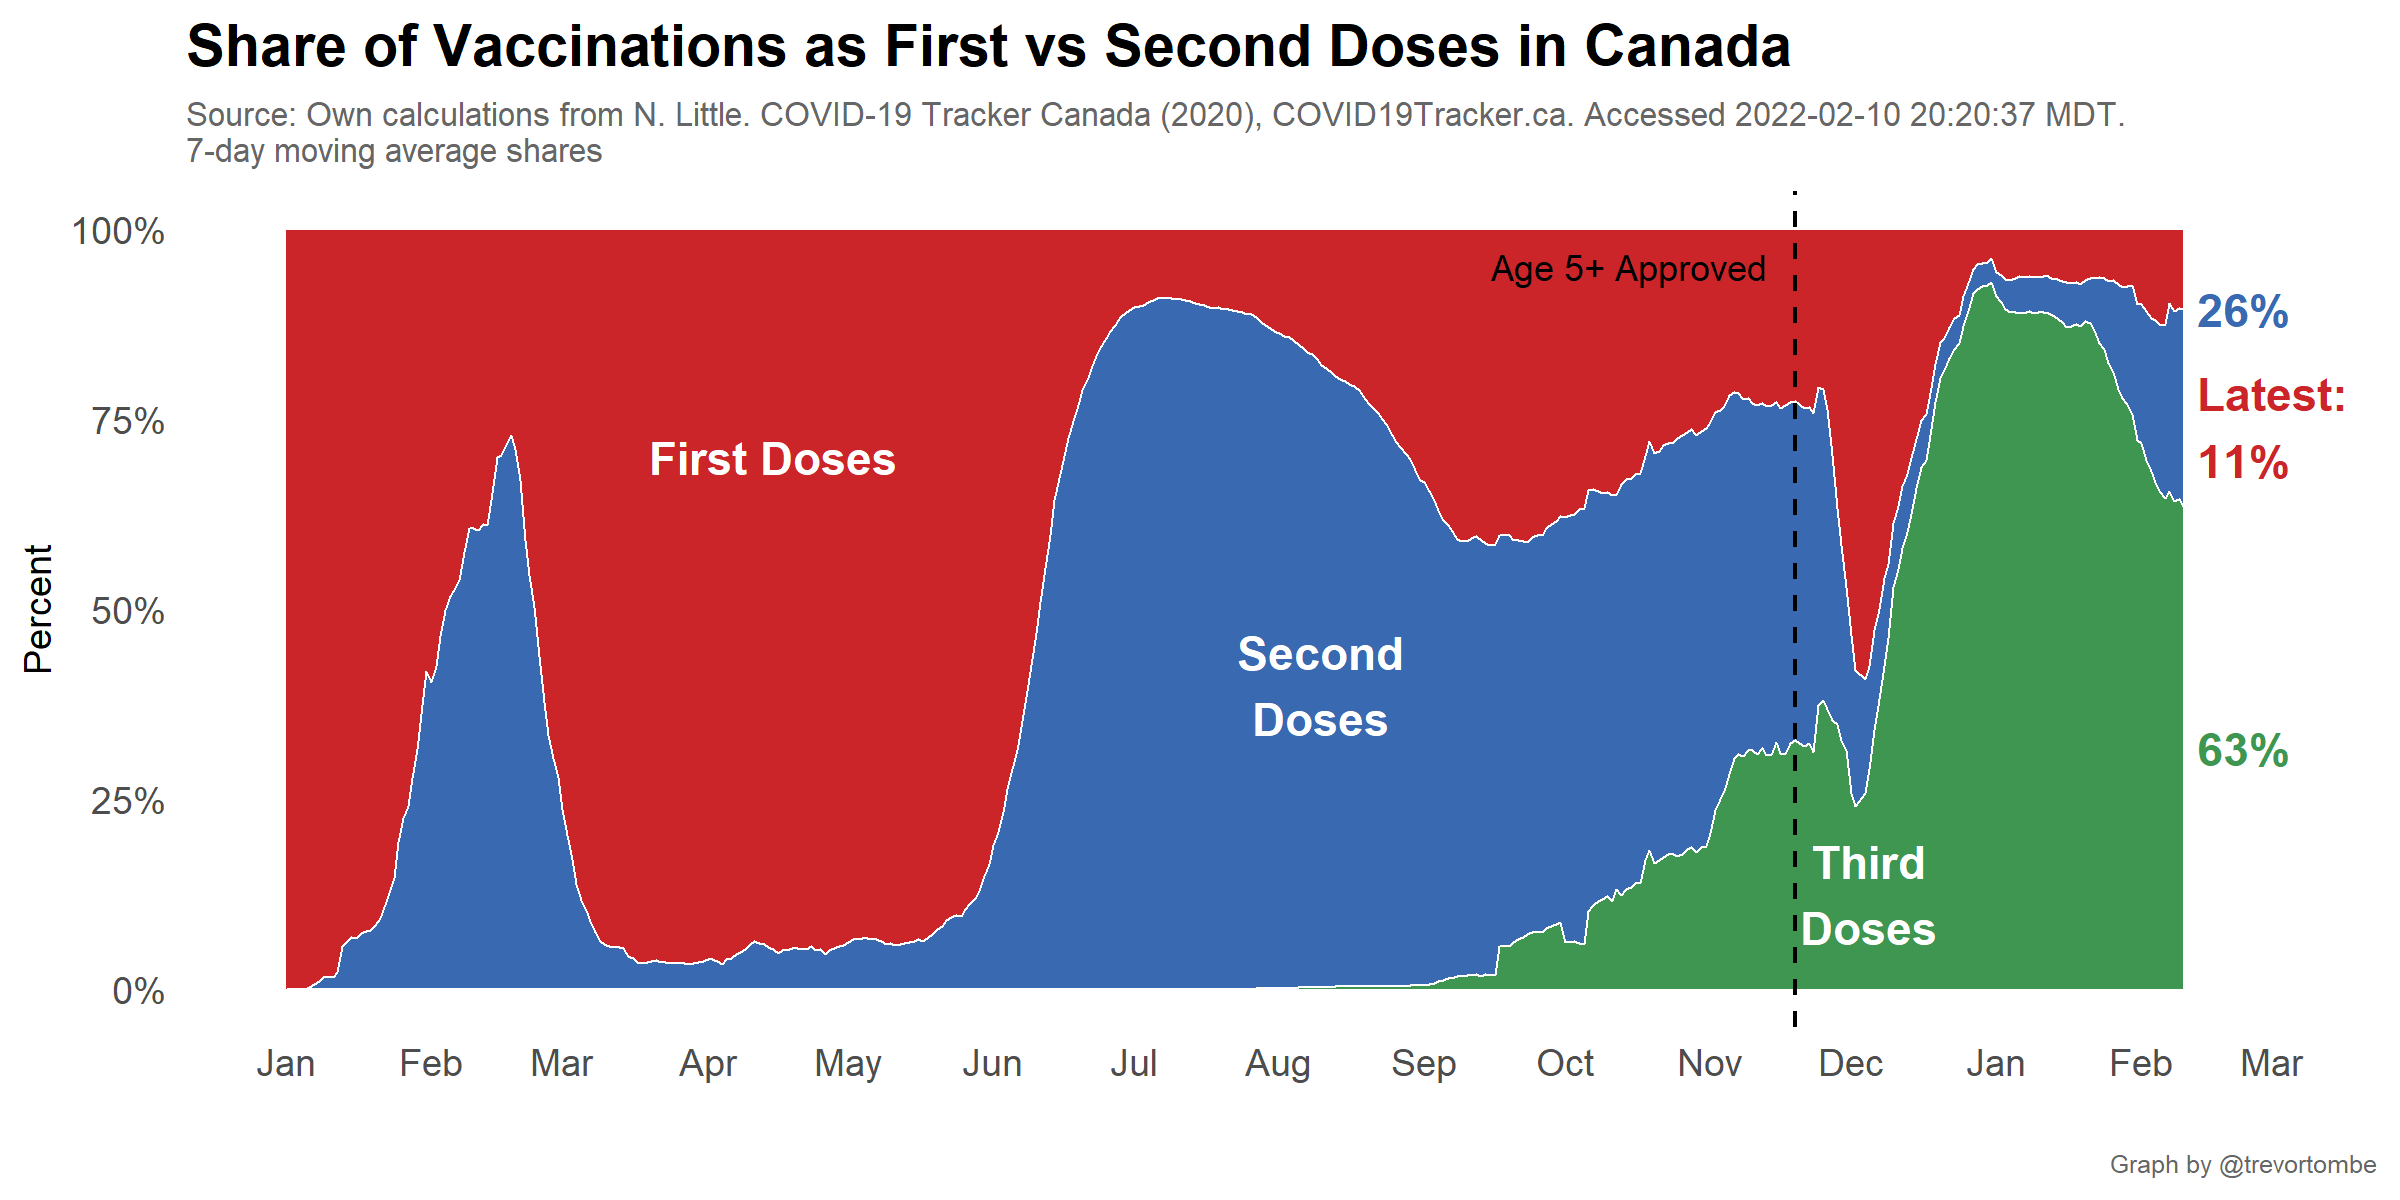 Share of Vaccinations as First vs Second Doses in Canada
Source: Own calculations from N. Little. COVID-19 Tracker Canada (2020), COVID19Tracker.ca. Accessed 2022-02-10 20:20:37 MDT.
7-day moving average shares
Percent
100%
75%
50%
25%
0%
First Doses
Second
Doses
Age 5+ Approved
Third
Doses
26%
Latest:
11%
63%
Jan Feb Mar Apr May Jun Jul Aug Sep Oct Nov Dec Jan Feb Mar
Graph by @trevortombe